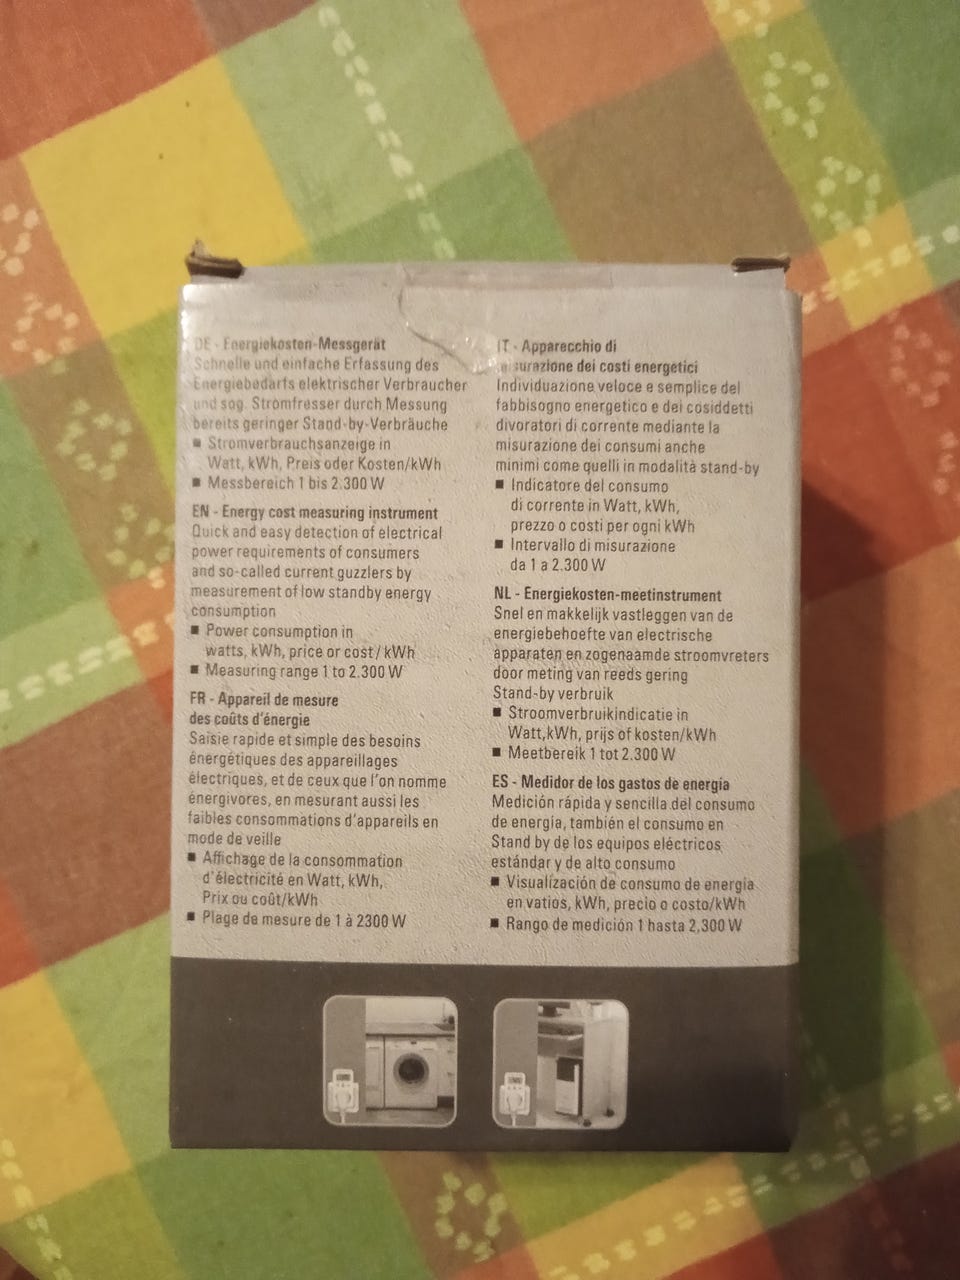 DE - Energiekosten-Messgerät
Schnelle und einfache Erfassung des
Energiebedarfs elektrischer Verbraucher
und sog. Stromfresser durch Messung
bereits geringer Stand-by-Verbräuche
■ Stromverbrauchsanzeige in
Watt, kWh, Preis oder Kosten/kWh
■ Messbereich 1 bis 2.300 W
EN - Energy cost measuring instrument
Quick and easy detection of electrical
power requirements of consumers
and so-called current guzzlers by
measurement of low standby energy
consumption
■ Power consumption in
watts, kWh, price or cost / kWh
■ Measuring range 1 to 2.300 W
FR - Appareil de mesure
des coûts d'énergie
Saisie rapide et simple des besoins
énergétiques des appareillages
électriques, et de ceux que l'on nomme
énergivores, en mesurant aussi les
faibles consommations d'appareils en
mode de veille
■ Affichage de la consommation
d'électricité en Watt, kWh,
Prix ou coût/kWh
■ Plage de mesure de 1 à 2300 W
IT - Apparecchio di
surazione dei costi energetici
Individuazione veloce e semplice del
fabbisogno energetico e dei cosiddetti
divoratori di corrente mediante la
misurazione dei consumi anche
minimi come quelli in modalità stand-by
■ Indicatore del consumo
di corrente in Watt, kWh,
prezzo o costi per ogni kWh
■ Intervallo di misurazione
da 1 a 2.300 W
NL - Energiekosten-meetinstrument
Snel en makkelijk vastleggen van de
energiebehoefte van electrische
apparaten en zogenaamde stroomvreters
door meting van reeds gering
Stand-by verbruik
■ Stroomverbruikindicatie in
Watt,kWh, prijs of kosten/kWh
■ Meetbereik 1 tot 2.300 W
ES - Medidor de los gastos de energia
Medición rápida y sencilla del consumo
de energía, también el consumo en
Stand by de los equipos eléctricos
estándar y de alto consumo
■ Visualización de consumo de energia
en vatios, kWh, precio o costo/kWh
■ Rango de medición 1 hasta 2,300 W